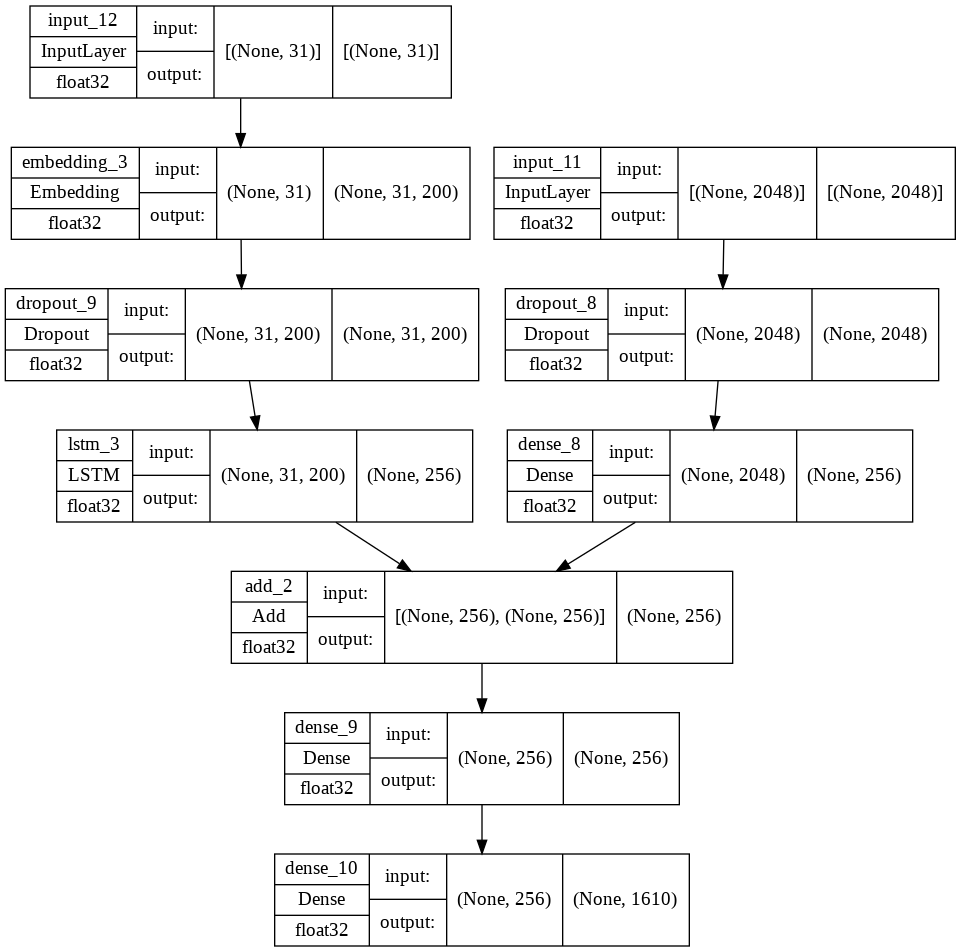 input_12
InputLayer
float32
input:
output:
[(None, 31)]
[(None, 31)]
embedding_3
Embedding
float32
input:
output:
(None, 31)
(None, 31, 200)
input_11
InputLayer
float32
input:
output:
[(None, 2048)]
[(None, 2048)]
dropout_9
Dropout
float32
input:
output:
(None, 31, 200)
(None, 31, 200)
dropout_8
Dropout
float32
input:
output:
(None, 2048)
(None, 2048)
lstm_3
LSTM
float32
input:
output:
(None, 31, 200)
(None, 256)
dense_8
Dense
float32
input:
output:
(None, 2048)
(None, 256)
add_2
Add
float32
input:
output:
[(None, 256), (None, 256)]
(None, 256)
dense_9
Dense
float32
input:
output:
(None, 256)
(None, 256)
dense_10
Dense
float32
input:
output:
(None, 256)
(None, 1610)